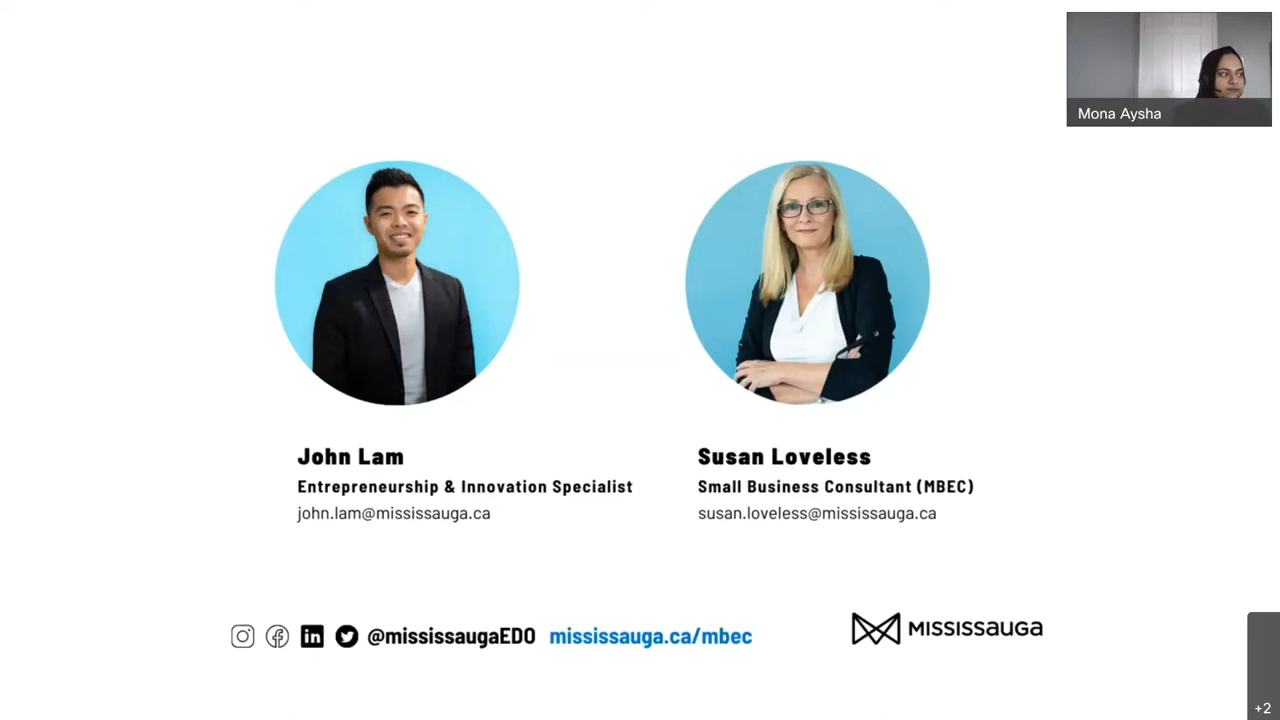 Mona Aysha
John Lam
Entrepreneurship & Innovation Specialist
john.lam@mississauga.ca
Susan Loveless
Small Business Consultant (MBEC)
susan.loveless@mississauga.ca
@mississaugaEDO mississauga.ca/mbec
MISSISSAUGA
+2